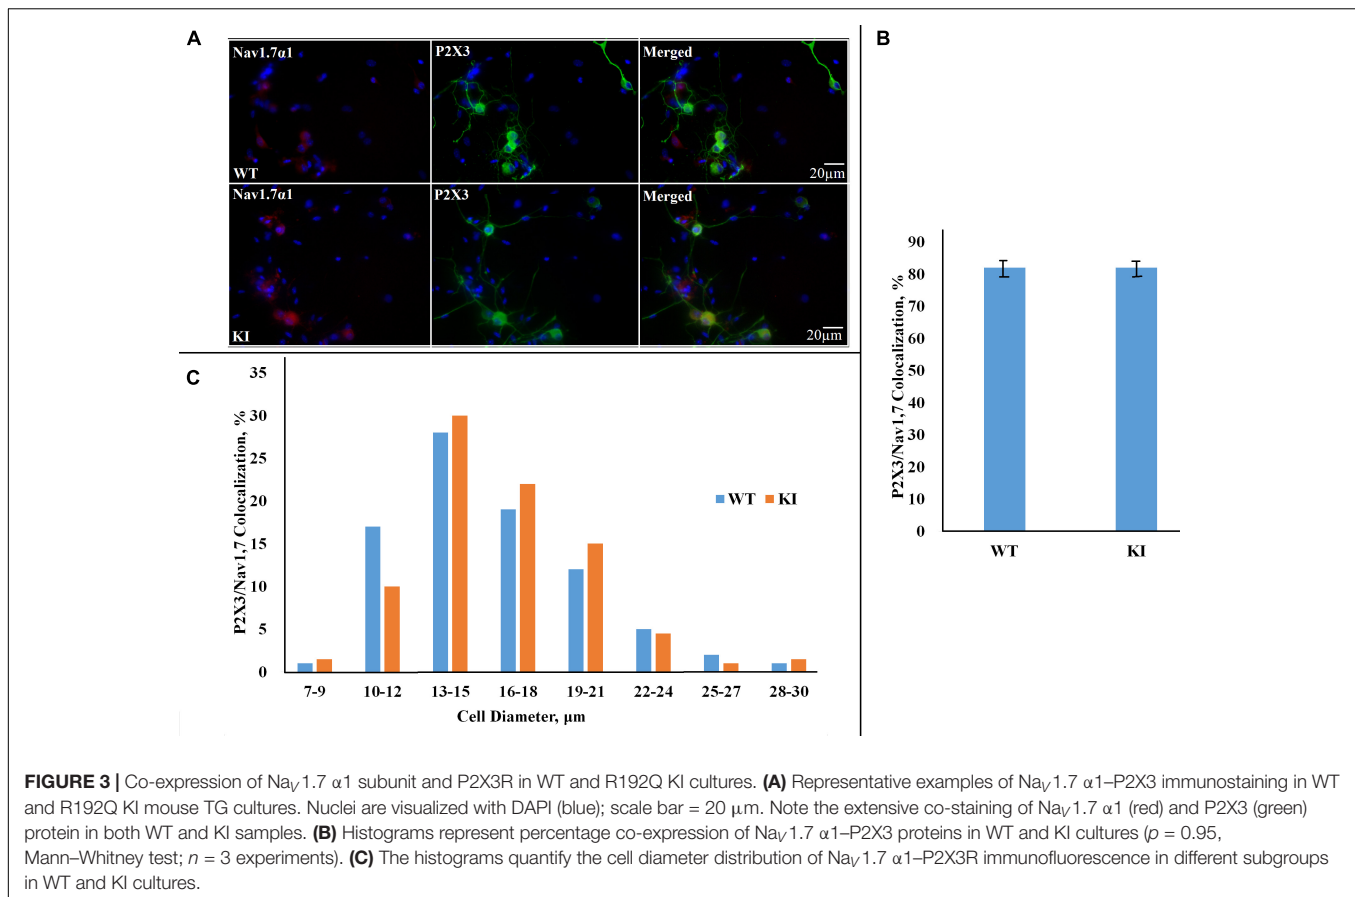 A
Nav1.7α1
P2X3
Merged
WT
20µm
Nav1.7α1
P2X3
Merged
KI
20µm
B
P2X3/Nav1,7 Colocalization, %
90
80
70
60
50
40
30
20
10
0
WT KI
C
P2X3/Nav1,7 Colocalization, %
35
30
25
20
15
10
5
0
WT KI
7-9 10-12 13-15 16-18 19-21 22-24 25-27 28-30
Cell Diameter, µm
FIGURE 3 | Co-expression of NaV1.7 α1 subunit and P2X3R in WT and R192Q KI cultures. (A) Representative examples of NaV1.7 α1–P2X3 immunostaining in WT
and R192Q KI mouse TG cultures. Nuclei are visualized with DAPI (blue); scale bar = 20 µm. Note the extensive co-staining of NaV1.7 α1 (red) and P2X3 (green)
protein in both WT and KI samples. (B) Histograms represent percentage co-expression of NaV1.7 α1–P2X3 proteins in WT and KI cultures (p = 0.95,
Mann–Whitney test; n = 3 experiments). (C) The histograms quantify the cell diameter distribution of NaV1.7 α1–P2X3R immunofluorescence in different subgroups
in WT and KI cultures.